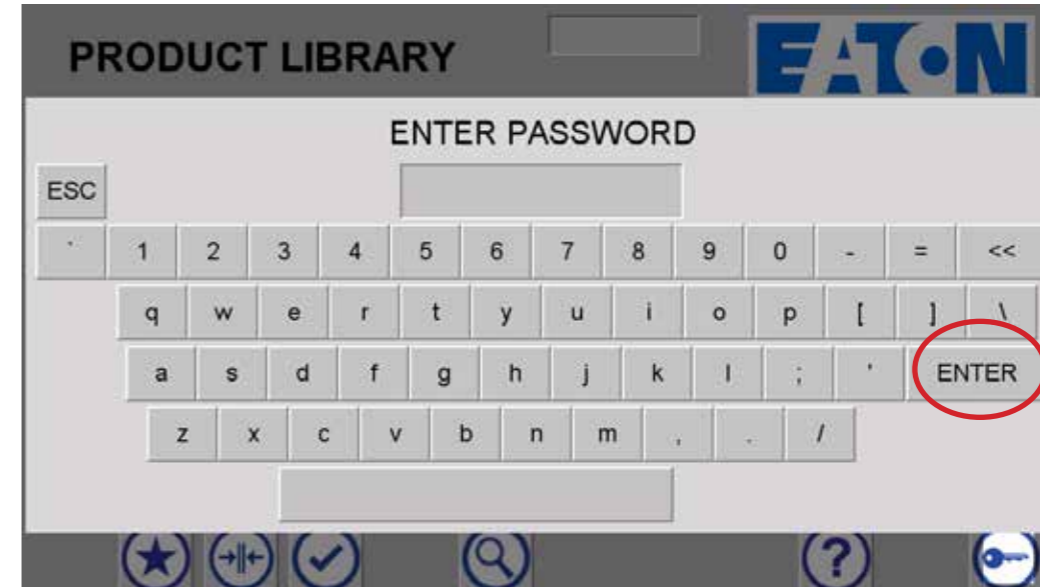 PRODUCT LIBRARY
EATON
ENTER PASSWORD
ESC
` 1 2 3 4 5 6 7 8 9 0 - = <<
q w e r t y u i o p [ ] \
a s d f g h j k l ; ' ENTER
z x c v b n m , . /
?